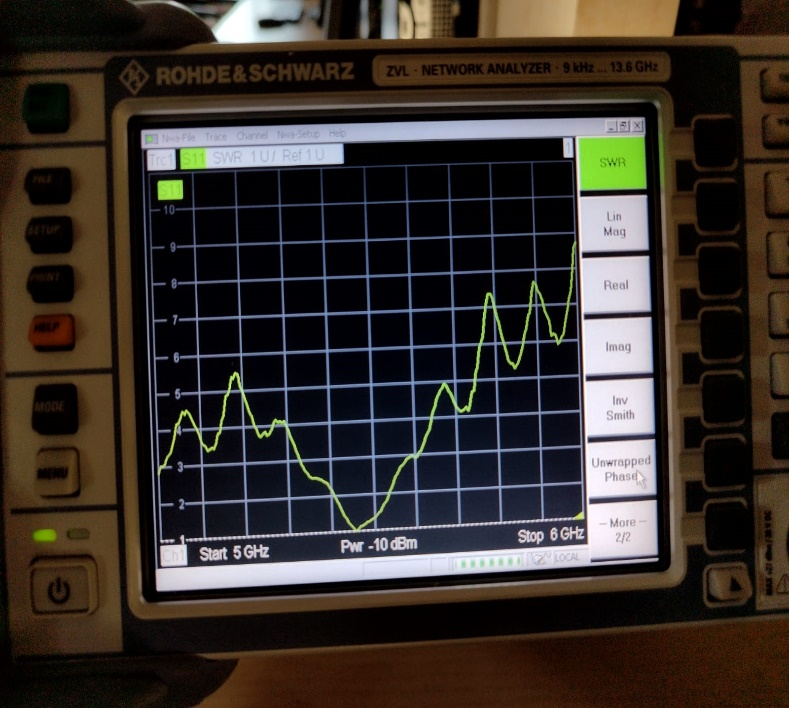 ROHDE&SCHWARZ
ZVL · NETWORK ANALYZER · 9 kHz ... 13.6 GHz
Nwa-File Trace Channel Nwa-Setup Help
Trc1 S11 SWR 1 U/ Ref 1 U
1
S11
10
9
8
7
6
5
4
3
2
1
Ch1 Start 5 GHz Pwr -10 dBm Stop 6 GHz
LOCAL
SWR
Lin
Mag
Real
Imag
Inv
Smith
Unwrapped
Phase
— More —
2/2
FILE
SETUP
PRINT
HELP
MODE
MENU